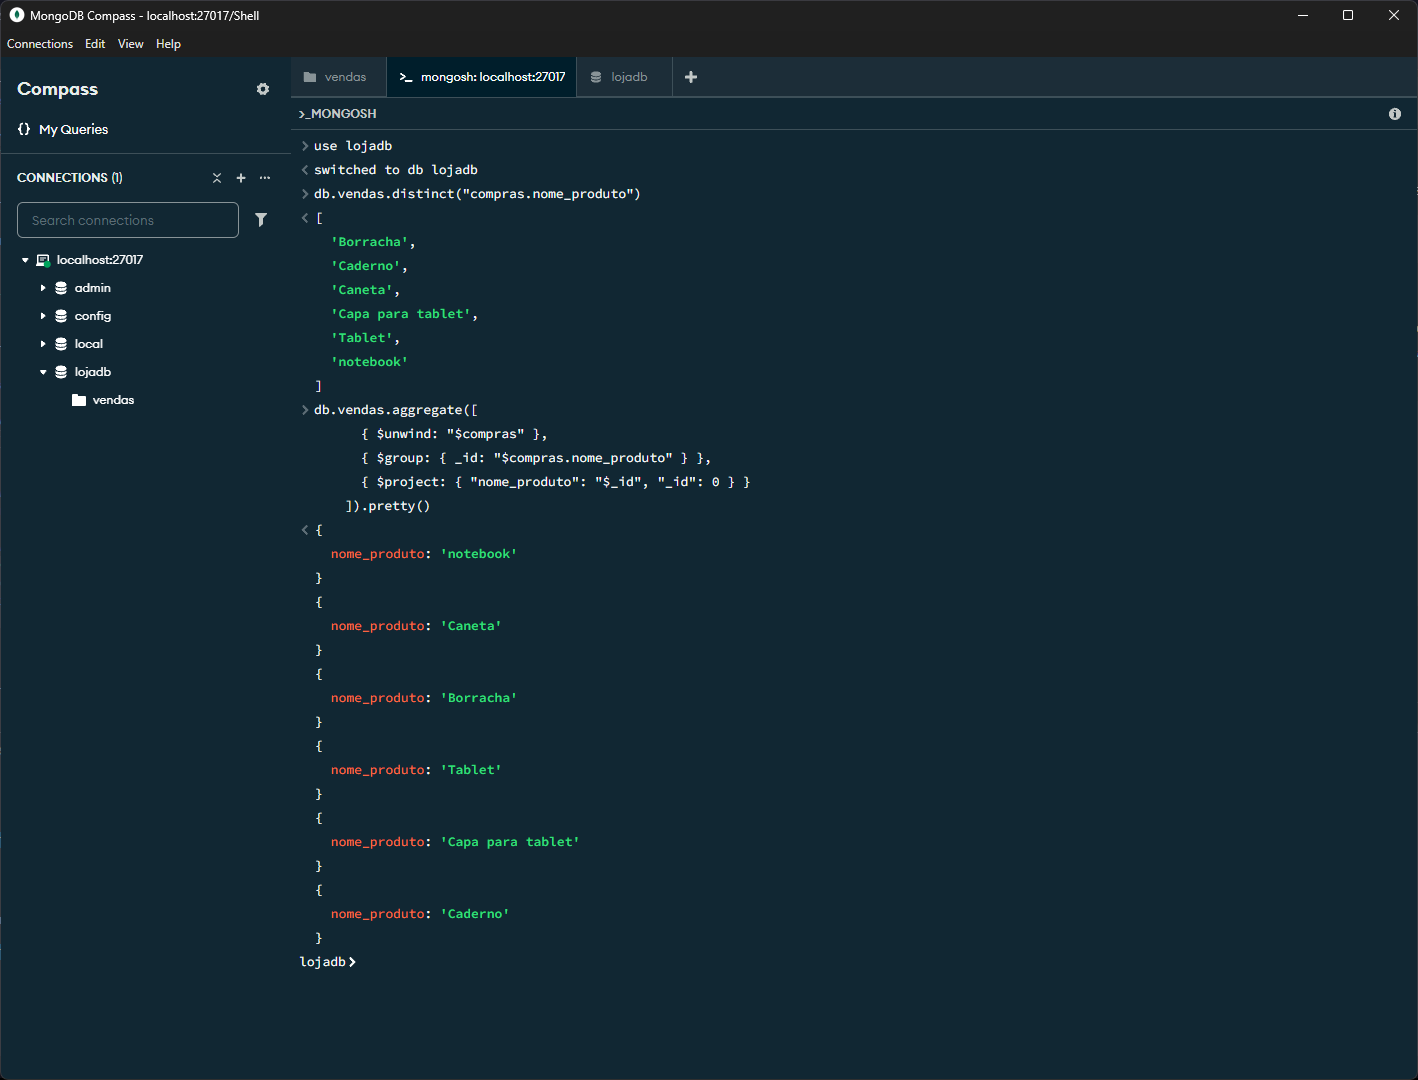 MongoDB Compass - localhost:27017/Shell
Connections Edit View Help
Compass
{} My Queries
CONNECTIONS (1)
Search connections
localhost:27017
admin
config
local
lojadb
vendas
vendas
>_ mongosh: localhost:27017
lojadb
>_MONGOSH
> use lojadb
< switched to db lojadb
> db.vendas.distinct("compras.nome_produto")
< [
'Borracha',
'Caderno',
'Caneta',
'Capa para tablet',
'Tablet',
'notebook'
]
> db.vendas.aggregate([
{ $unwind: "$compras" },
{ $group: { _id: "$compras.nome_produto" } },
{ $project: { "nome_produto": "$_id", "_id": 0 } }
]).pretty()
< {
nome_produto: 'notebook'
}
{
nome_produto: 'Caneta'
}
{
nome_produto: 'Borracha'
}
{
nome_produto: 'Tablet'
}
{
nome_produto: 'Capa para tablet'
}
{
nome_produto: 'Caderno'
}
lojadb>